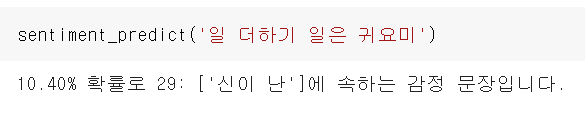 sentiment_predict('일 더하기 일은 귀요미')
10.40% 확률로 29: ['신이 난']에 속하는 감정 문장입니다.